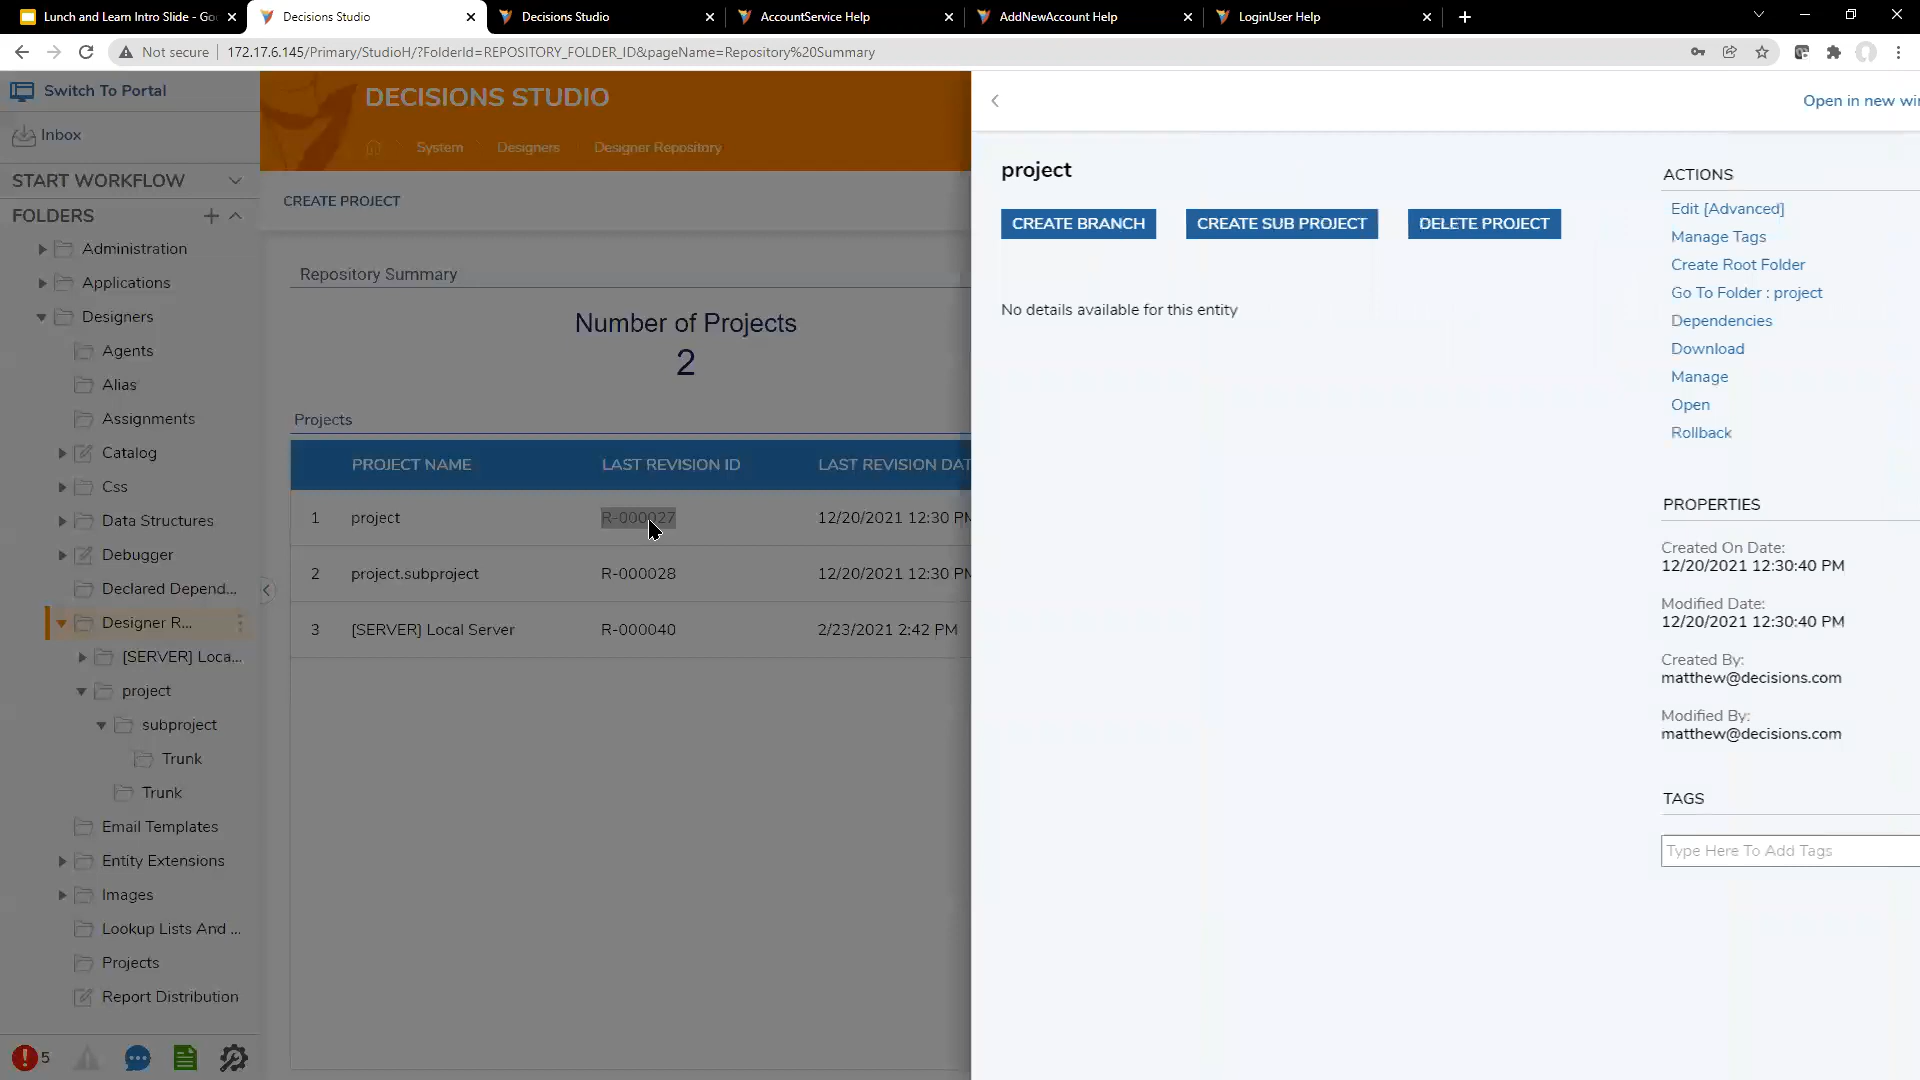 Lunch and Learn Intro Slide - Go
Decisions Studio
Decisions Studio
AccountService Help
AddNewAccount Help
LoginUser Help
Not secure
172.17.6.145/Primary/StudioH/?FolderId=REPOSITORY_FOLDER_ID&pageName=Repository%20Summary
Switch To Portal
Inbox
START WORKFLOW
FOLDERS
Administration
Applications
Designers
Agents
Alias
Assignments
Catalog
Css
Data Structures
Debugger
Declared Depend...
Designer R...
[SERVER] Loca...
project
subproject
Trunk
Trunk
Email Templates
Entity Extensions
Images
Lookup Lists And ...
Projects
Report Distribution
5
DECISIONS STUDIO
System
Designers
Designer Repository
CREATE PROJECT
Repository Summary
Number of Projects
2
Projects
PROJECT NAME LAST REVISION ID LAST REVISION DAT
1 project R-000027 12/20/2021 12:30 PM
2 project.subproject R-000028 12/20/2021 12:30 PM
3 [SERVER] Local Server R-000040 2/23/2021 2:42 PM
Open in new wi
project
CREATE BRANCH
CREATE SUB PROJECT
DELETE PROJECT
No details available for this entity
ACTIONS
Edit [Advanced]
Manage Tags
Create Root Folder
Go To Folder : project
Dependencies
Download
Manage
Open
Rollback
PROPERTIES
Created On Date:
12/20/2021 12:30:40 PM
Modified Date:
12/20/2021 12:30:40 PM
Created By:
matthew@decisions.com
Modified By:
matthew@decisions.com
TAGS
Type Here To Add Tags